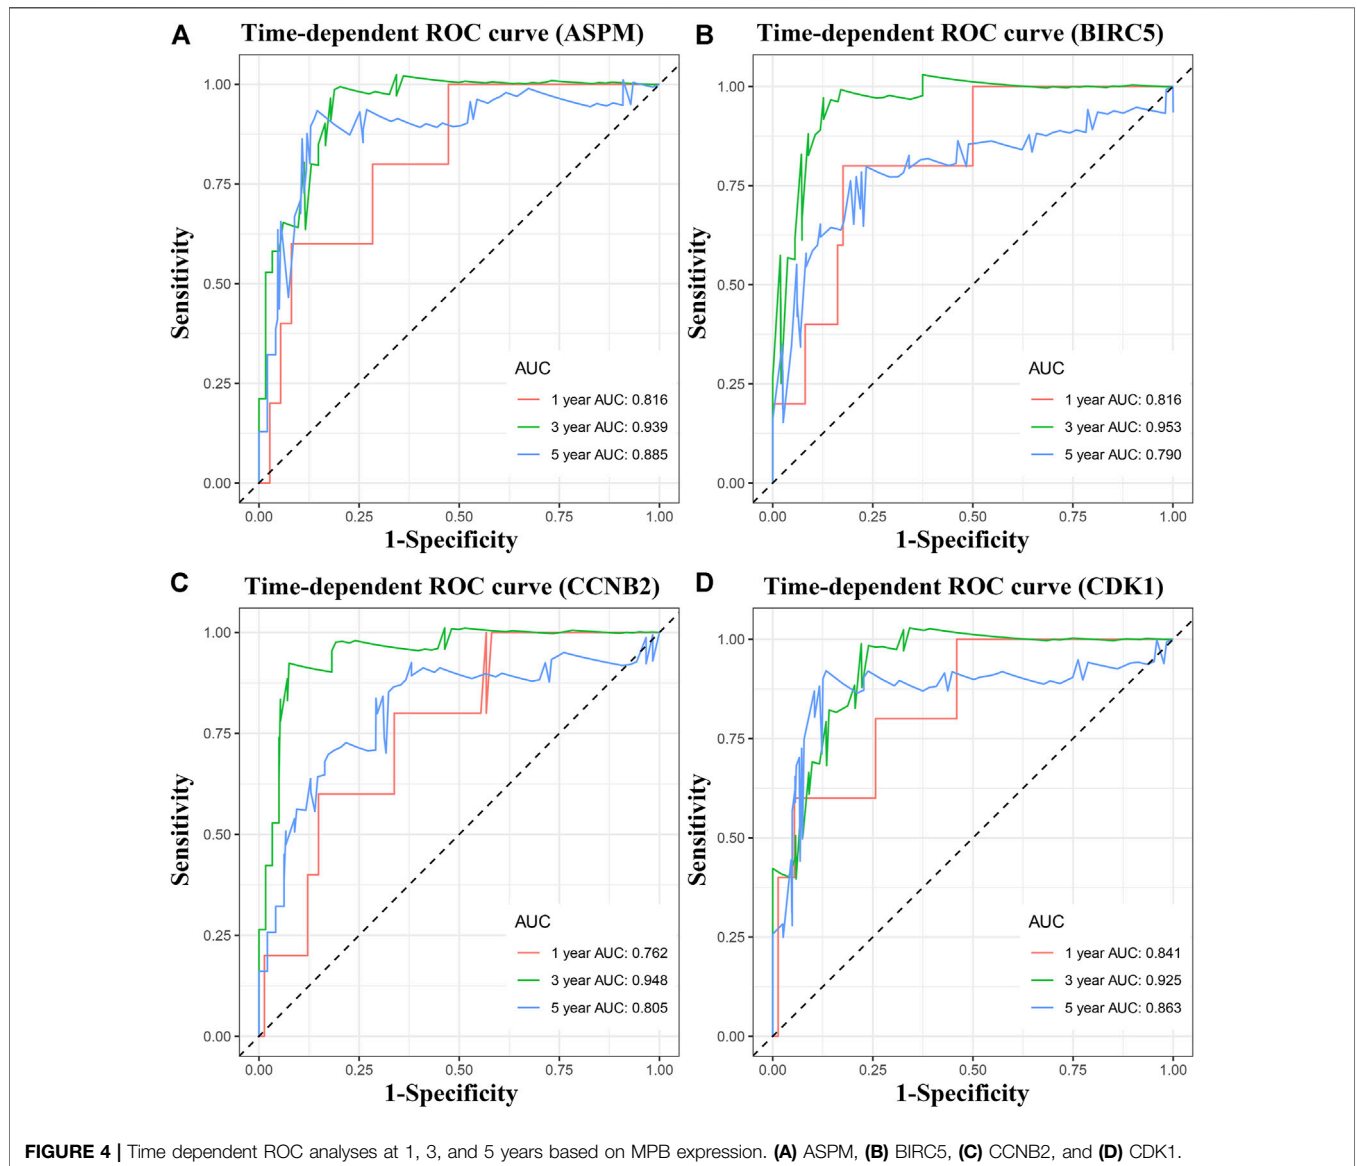 A
Time-dependent ROC curve (ASPM)
1.00
0.75
0.50
0.25
0.00
Sensitivity
AUC
1 year AUC: 0.816
3 year AUC: 0.939
5 year AUC: 0.885
0.00 0.25 0.50 0.75 1.00
1-Specificity
B
Time-dependent ROC curve (BIRC5)
1.00
0.75
0.50
0.25
0.00
Sensitivity
AUC
1 year AUC: 0.816
3 year AUC: 0.953
5 year AUC: 0.790
0.00 0.25 0.50 0.75 1.00
1-Specificity
C
Time-dependent ROC curve (CCNB2)
1.00
0.75
0.50
0.25
0.00
Sensitivity
AUC
1 year AUC: 0.762
3 year AUC: 0.948
5 year AUC: 0.805
0.00 0.25 0.50 0.75 1.00
1-Specificity
D
Time-dependent ROC curve (CDK1)
1.00
0.75
0.50
0.25
0.00
Sensitivity
AUC
1 year AUC: 0.841
3 year AUC: 0.925
5 year AUC: 0.863
0.00 0.25 0.50 0.75 1.00
1-Specificity
FIGURE 4 | Time dependent ROC analyses at 1, 3, and 5 years based on MPB expression. (A) ASPM, (B) BIRC5, (C) CCNB2, and (D) CDK1.